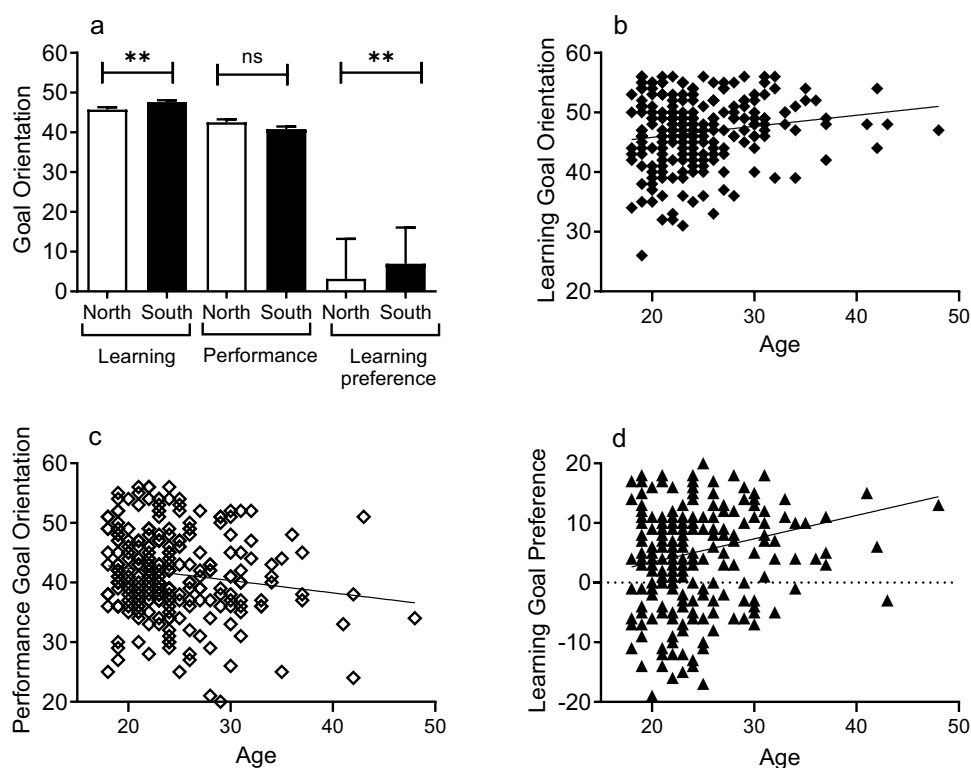 a
**
ns
**
60
50
40
30
20
10
0
Goal Orientation
North South North South North South
Learning
Performance
Learning
preference
b
60
50
40
30
20
Learning Goal Orientation
20 30 40 50
Age
c
60
50
40
30
20
Performance Goal Orientation
20 30 40 50
Age
d
20
10
0
-10
-20
Learning Goal Preference
20 30 40 50
Age